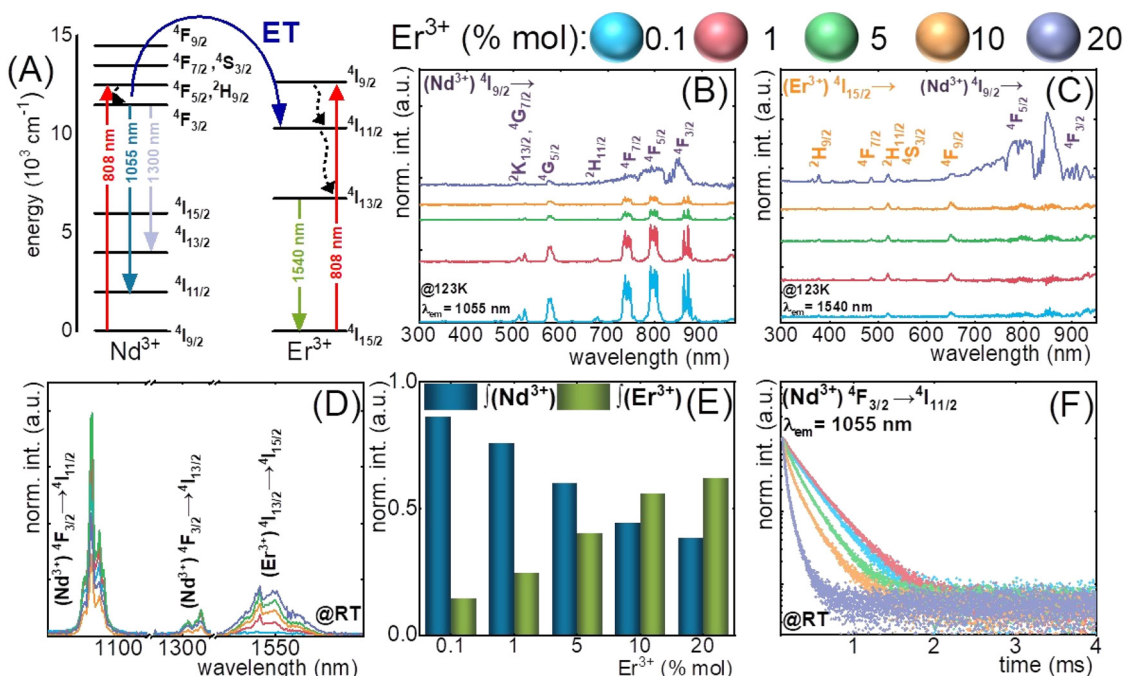 Er³⁺ (% mol): 0.1 1 5 10 20
(A)
ET
energy (10³ cm⁻¹)
15
10
5
0
⁴F₉/₂
⁴F₇/₂ ,⁴S₃/₂
⁴F₅/₂,²H₉/₂
⁴F₃/₂
⁴I₁₅/₂
⁴I₁₃/₂
⁴I₁₁/₂
⁴I₉/₂
808 nm
1055 nm
1300 nm
Nd³⁺
⁴I₉/₂
⁴I₁₁/₂
⁴I₁₃/₂
⁴I₁₅/₂
1540 nm
808 nm
Er³⁺
(B)
(Nd³⁺) ⁴I₉/₂→
²K₁₃/₂, ⁴G₇/₂
⁴G₅/₂
²H₁₁/₂
⁴F₇/₂
⁴F₅/₂
⁴F₃/₂
norm. int. (a.u.)
@123K
λem = 1055 nm
300 400 500 600 700 800 900
wavelength (nm)
(C)
(Er³⁺) ⁴I₁₅/₂→
(Nd³⁺) ⁴I₉/₂→
²H₉/₂
⁴F₇/₂
²H₁₁/₂
⁴S₃/₂
⁴F₉/₂
⁴F₅/₂
⁴F₃/₂
norm. int. (a.u.)
@123K
λem = 1540 nm
300 400 500 600 700 800 900
wavelength (nm)
(D)
norm. int. (a.u.)
(Nd³⁺) ⁴F₃/₂→⁴I₁₁/₂
(Nd³⁺) ⁴F₃/₂→⁴I₁₃/₂
(Er³⁺) ⁴I₁₃/₂→⁴I₁₅/₂
@RT
1100 1300 1550
wavelength (nm)
(E)
∫(Nd³⁺) ∫(Er³⁺)
norm. int. (a.u.)
1.0
0.5
0.0
0.1 1 5 10 20
Er³⁺ (% mol)
(F)
(Nd³⁺) ⁴F₃/₂→⁴I₁₁/₂
λem = 1055 nm
norm. int. (a.u.)
@RT
1 2 3 4
time (ms)